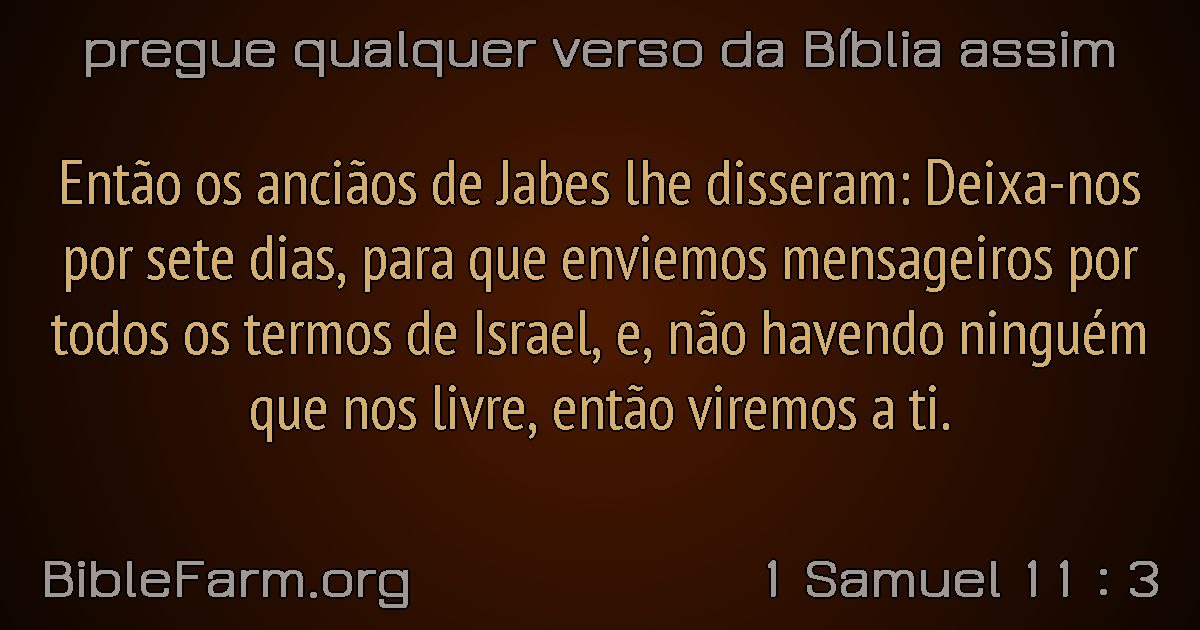 pregue qualquer verso da Bíblia assim
Então os anciãos de Jabes lhe disseram: Deixa-nos
por sete dias, para que enviemos mensageiros por
todos os termos de Israel, e, não havendo ninguém
que nos livre, então viremos a ti.
BibleFarm.org
1 Samuel 11 : 3